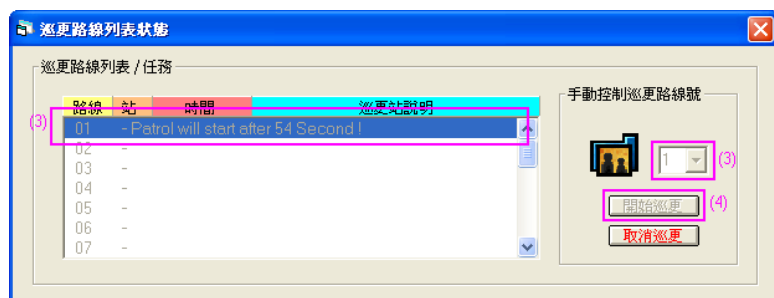 巡更路線列表狀態
巡更路線列表 / 任務
路線 站 時間 巡更站說明
(3) 01 - Patrol will start after 54 Second !
02 -
03 -
04 -
05 -
06 -
07 -
手動控制巡更路線號
1 (3)
開始巡更 (4)
取消巡更